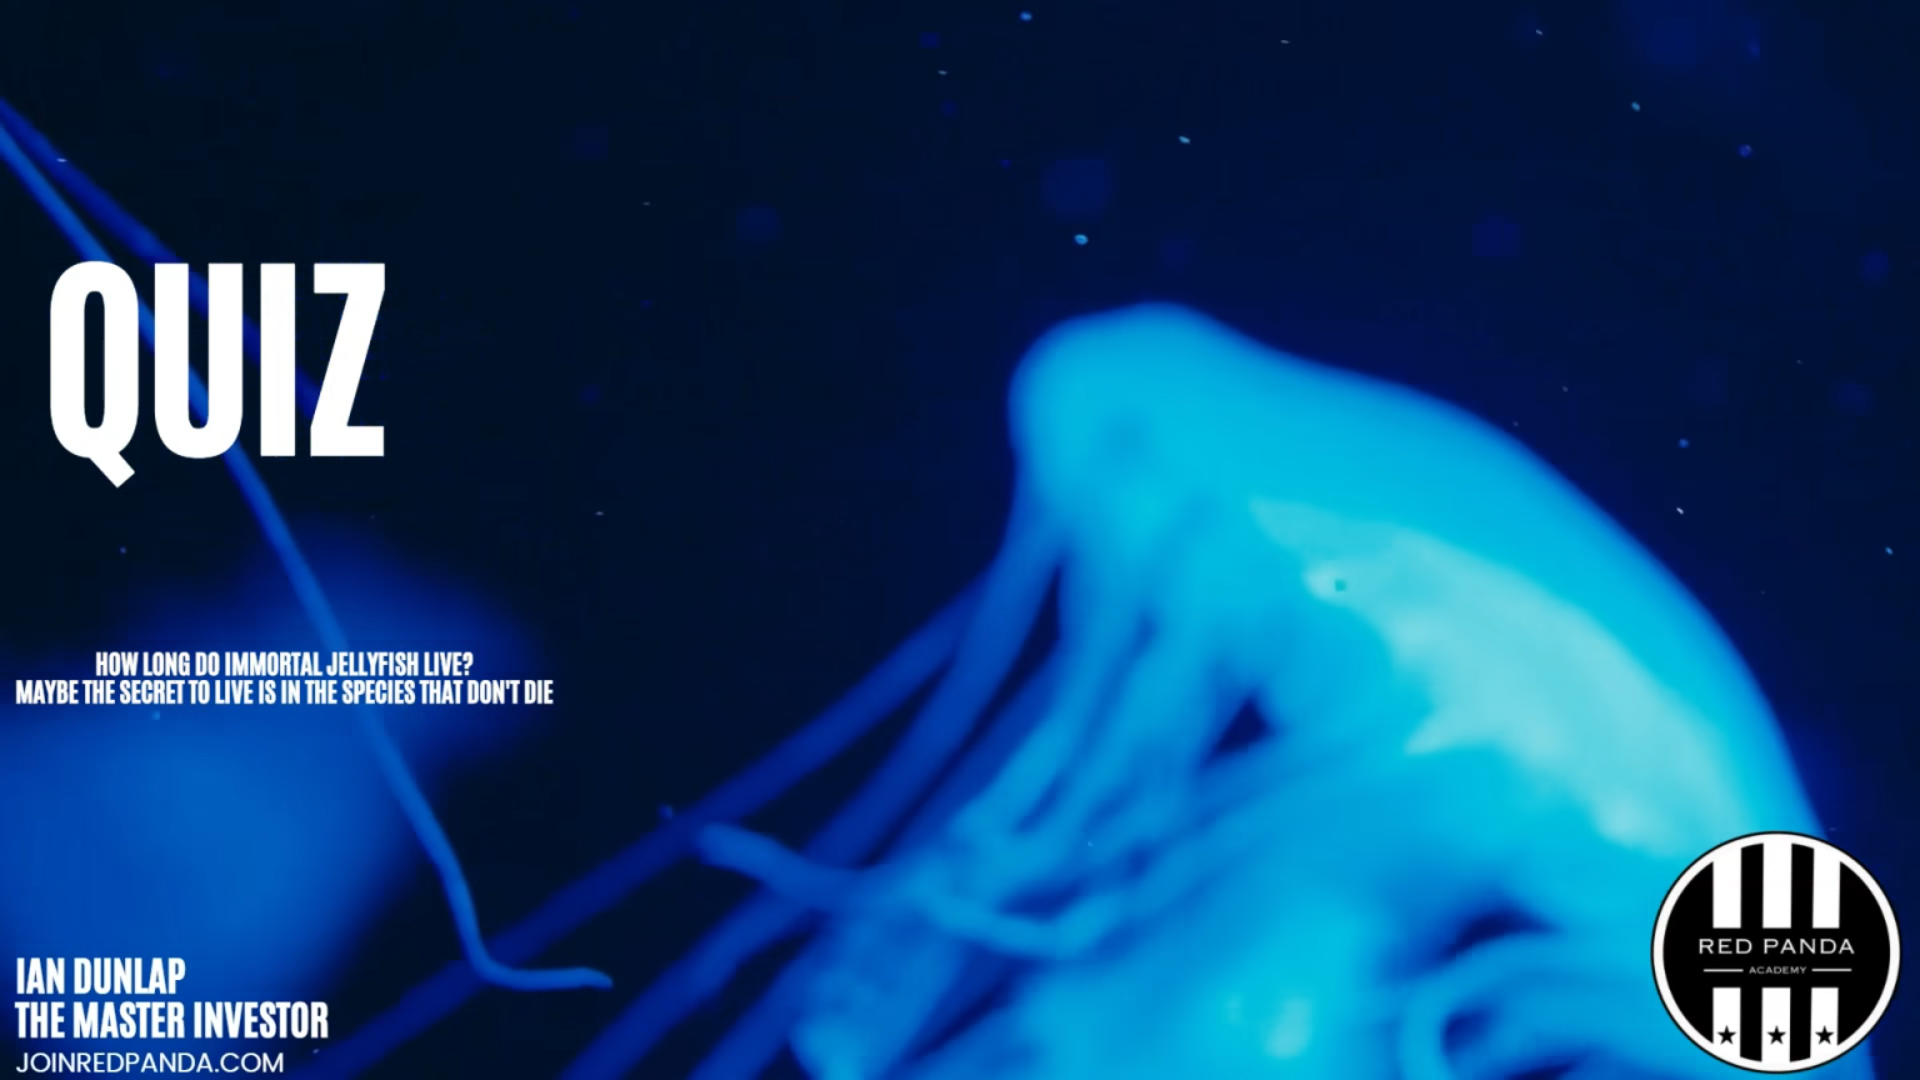 QUIZ
HOW LONG DO IMMORTAL JELLYFISH LIVE?
MAYBE THE SECRET TO LIVE IS IN THE SPECIES THAT DON'T DIE
IAN DUNLAP
THE MASTER INVESTOR
JOINREDPANDA.COM
RED PANDA
ACADEMY